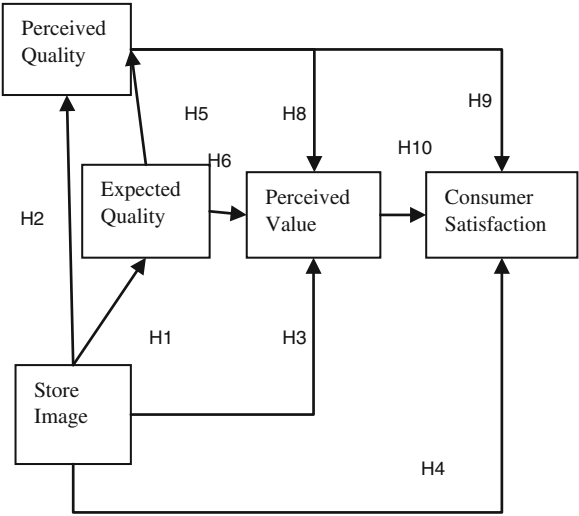 Perceived
Quality
H5
H8
H9
H10
H6
Expected
Quality
Perceived
Value
Consumer
Satisfaction
H2
H1
H3
Store
Image
H4